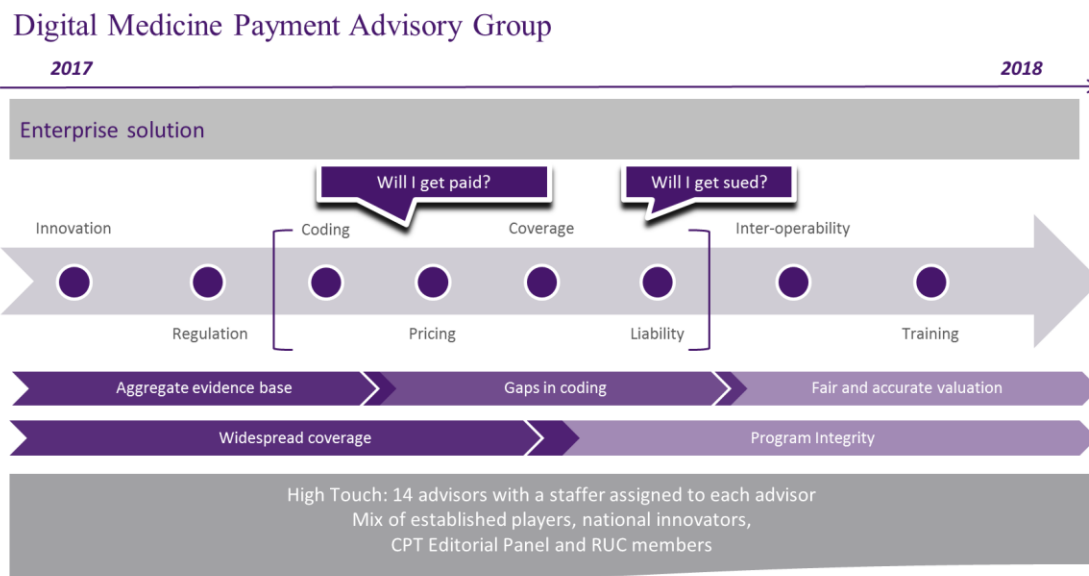 Digital Medicine Payment Advisory Group
2017
2018
Enterprise solution
Will I get paid?
Will I get sued?
Innovation
Coding
Coverage
Inter-operability
Regulation
Pricing
Liability
Training
Aggregate evidence base
Gaps in coding
Fair and accurate valuation
Widespread coverage
Program Integrity
High Touch: 14 advisors with a staffer assigned to each advisor
Mix of established players, national innovators,
CPT Editorial Panel and RUC members